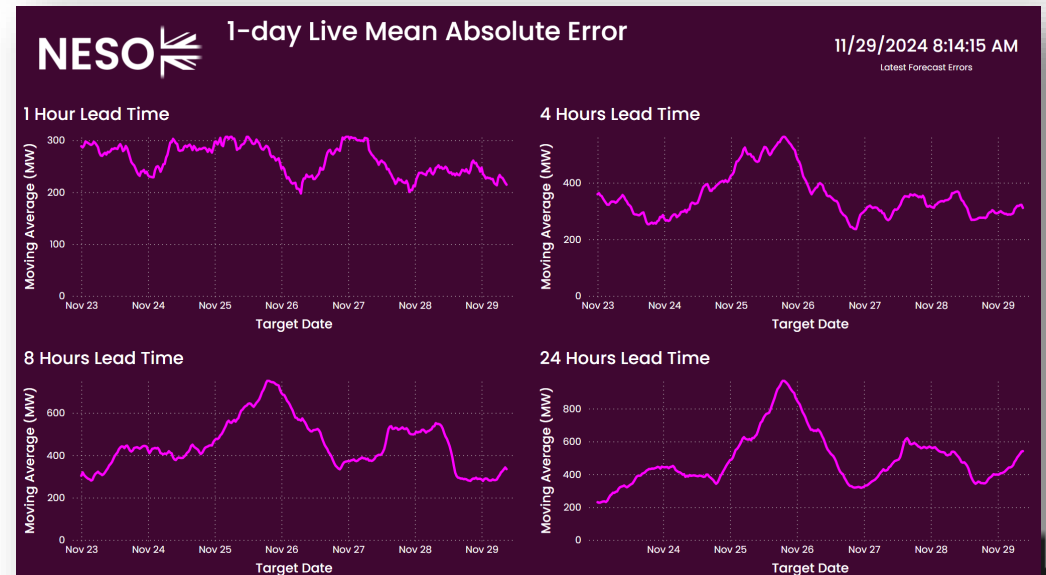 NESO
1-day Live Mean Absolute Error
11/29/2024 8:14:15 AM
Latest Forecast Errors
1 Hour Lead Time
Moving Average (MW)
300
200
100
0
Nov 23 Nov 24 Nov 25 Nov 26 Nov 27 Nov 28 Nov 29
Target Date
4 Hours Lead Time
Moving Average (MW)
400
200
0
Nov 23 Nov 24 Nov 25 Nov 26 Nov 27 Nov 28 Nov 29
Target Date
8 Hours Lead Time
Moving Average (MW)
600
400
200
0
Nov 23 Nov 24 Nov 25 Nov 26 Nov 27 Nov 28 Nov 29
Target Date
24 Hours Lead Time
Moving Average (MW)
800
600
400
200
0
Nov 24 Nov 25 Nov 26 Nov 27 Nov 28 Nov 29
Target Date